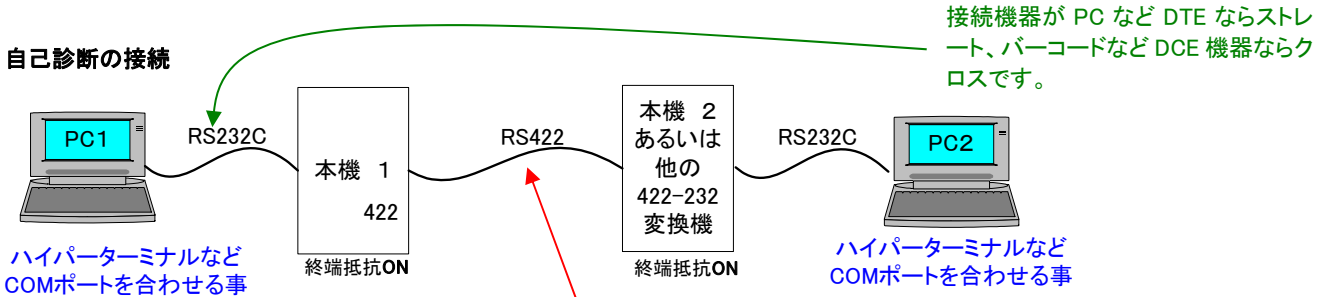 接続機器が PC など DTE ならストレ
ート、バーコードなど DCE 機器ならク
ロスです。
自己診断の接続
PC1
RS232C
本機 1
422
終端抵抗ON
RS422
本機 2
あるいは
他の
422-232
変換機
終端抵抗ON
RS232C
PC2
ハイパーターミナルなど
COMポートを合わせる事
ハイパーターミナルなど
COMポートを合わせる事